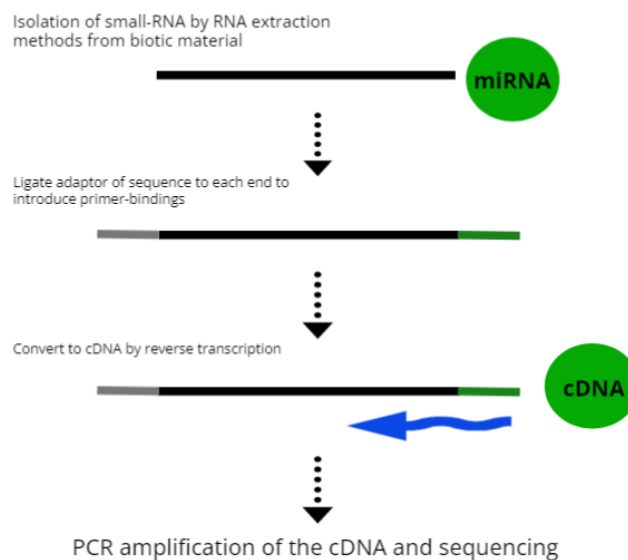 Isolation of small-RNA by RNA extraction
methods from biotic material
miRNA
Ligate adaptor of sequence to each end to
introduce primer-bindings
Convert to cDNA by reverse transcription
cDNA
PCR amplification of the cDNA and sequencing